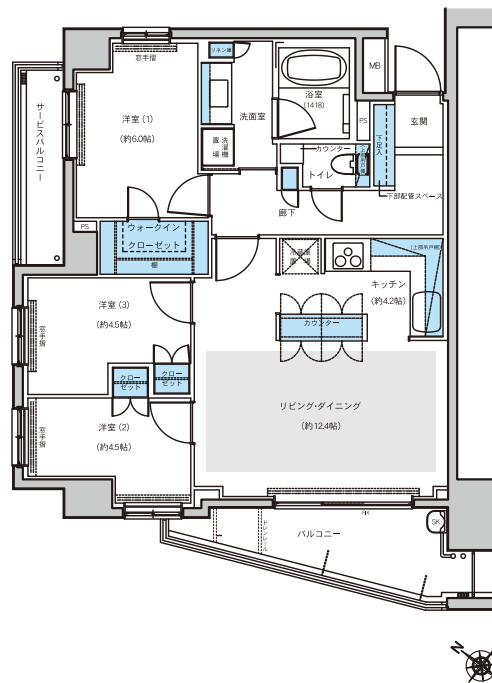 リネン庫
窓手摺
MB
浴室
(1418)
洋室(1)
(約6.0帖)
洗面室
サービスバルコニー
PS
玄関
下足入
洗濯機
置場
カウンター
上部吊戸棚
トイレ
下部配管スペース
廊下
PS
ウォークイン
クローゼット
棚
冷蔵庫
置場
(上部吊戸棚)
キッチン
(約4.2帖)
洋室(3)
(約4.5帖)
窓手摺
カウンター
クロー
ゼット
クロー
ゼット
リビング・ダイニング
(約12.4帖)
洋室(2)
(約4.5帖)
窓手摺
FIX
SK
バルコニー
N